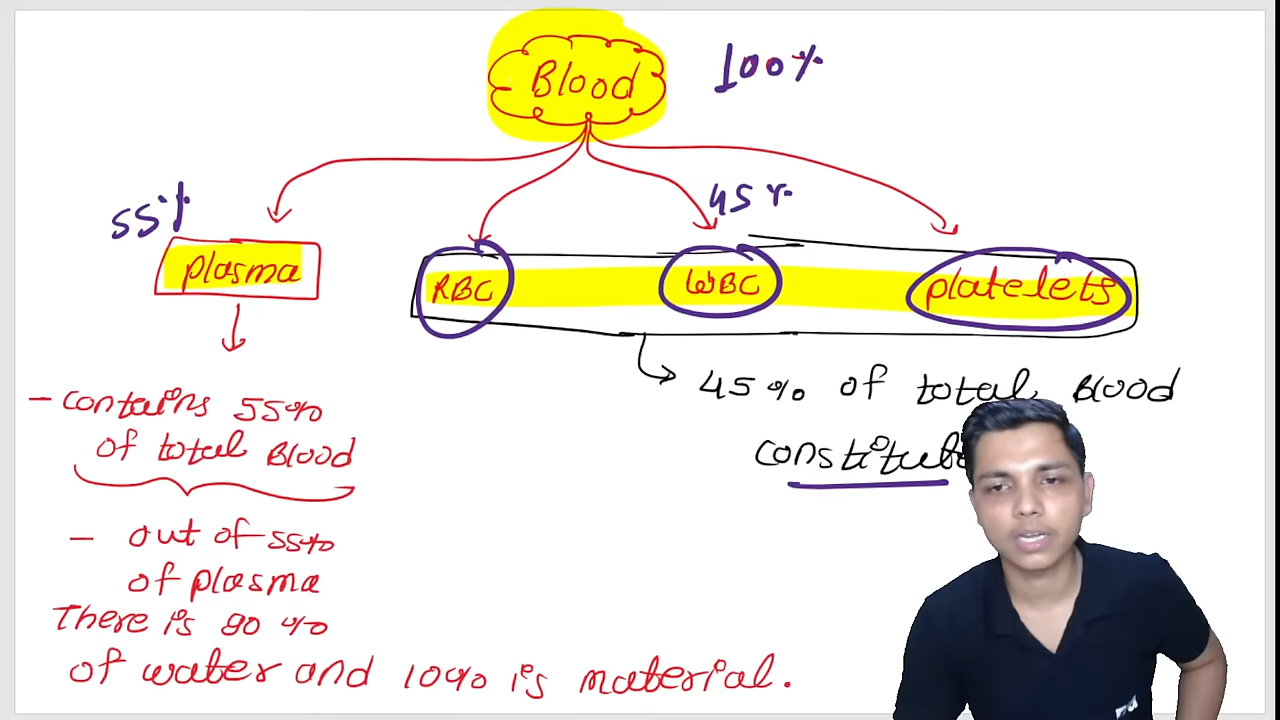 Blood
100%
55%
45%
plasma
RBC
WBC
platelets
- contains 55%
of total Blood
- out of 55%
of plasma
There is 90%
of water and 10% is material.
45% of total Blood